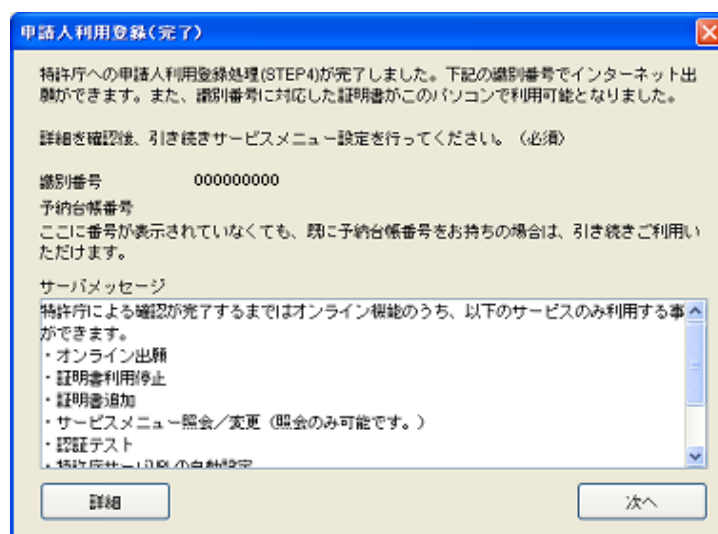 申請人利用登録(完了)
特許庁への申請人利用登録処理(STEP4)が完了しました。下記の識別番号でインターネット出
願ができます。また、識別番号に対応した証明書がこのパソコンで利用可能となりました。
詳細を確認後、引き続きサービスメニュー設定を行ってください。（必須）
識別番号 000000000
予納台帳番号
ここに番号が表示されていなくても、既に予納台帳番号をお持ちの場合は、引き続きご利用い
ただけます。
サーバメッセージ
特許庁による確認が完了するまではオンライン機能のうち、以下のサービスのみ利用する事
ができます。
・オンライン出願
・証明書利用停止
・証明書追加
・サービスメニュー照会／変更（照会のみ可能です。）
・認証テスト
・特許庁サーバURLの自動設定
詳細
次へ